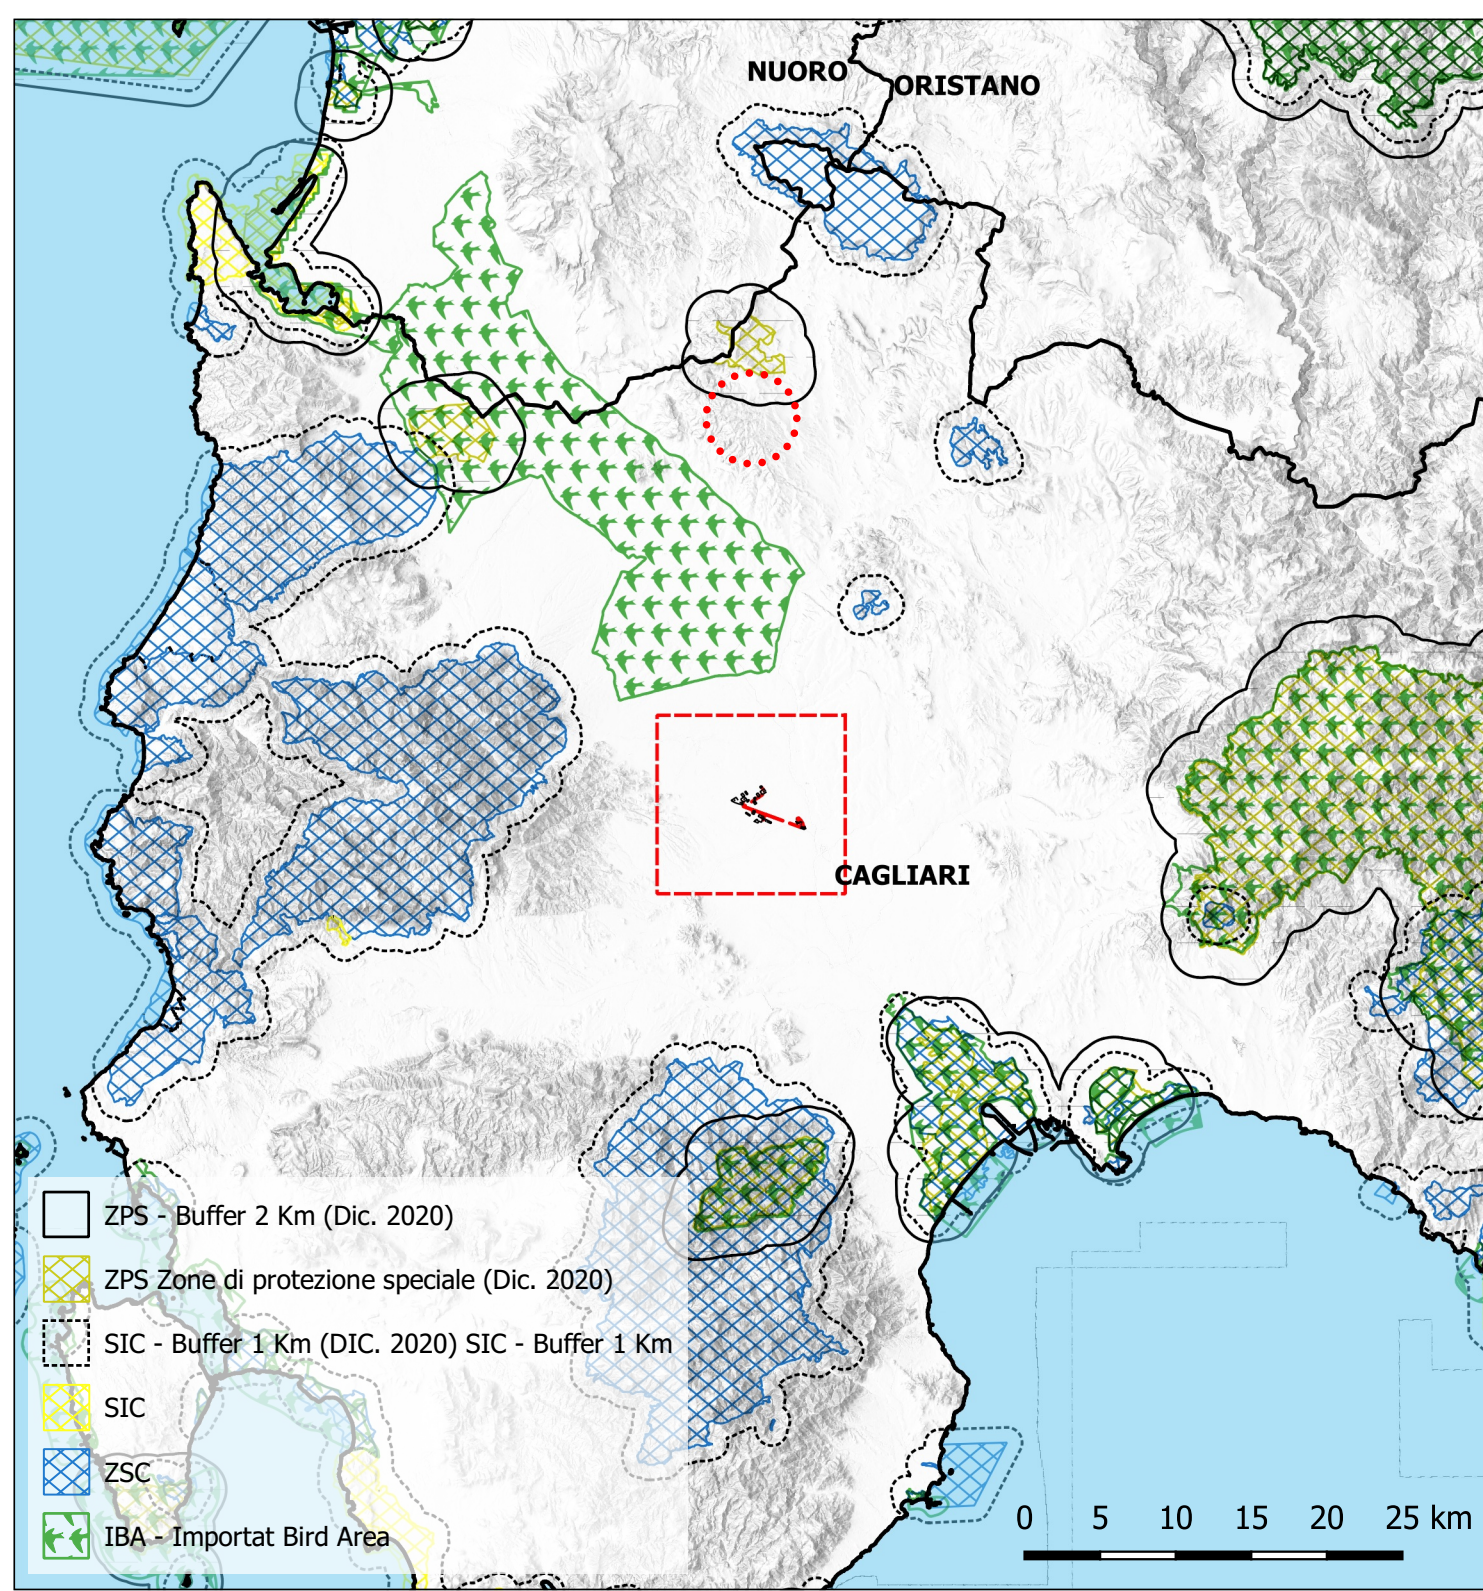 NUORO
ORISTANO
CAGLIARI
ZPS - Buffer 2 Km (Dic. 2020)
ZPS Zone di protezione speciale (Dic. 2020)
SIC - Buffer 1 Km (DIC. 2020) SIC - Buffer 1 Km
SIC
ZSC
IBA - Importat Bird Area
0 5 10 15 20 25 km